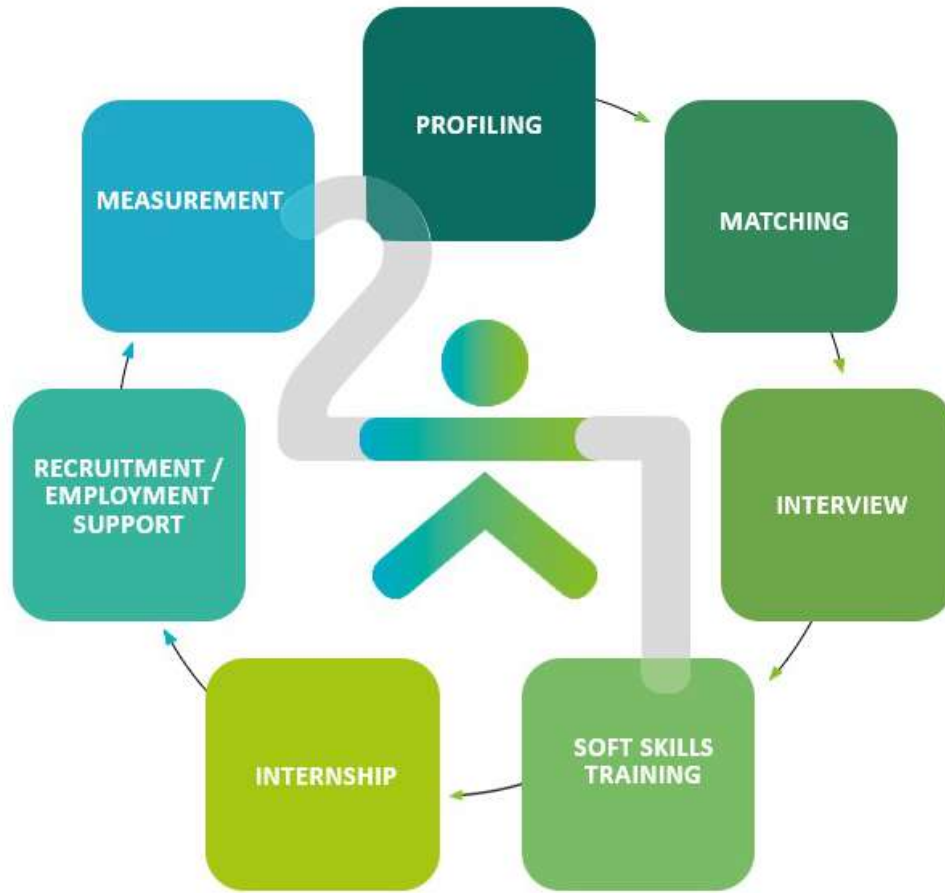 PROFILING
MATCHING
INTERVIEW
SOFT SKILLS
TRAINING
INTERNSHIP
RECRUITMENT /
EMPLOYMENT
SUPPORT
MEASUREMENT